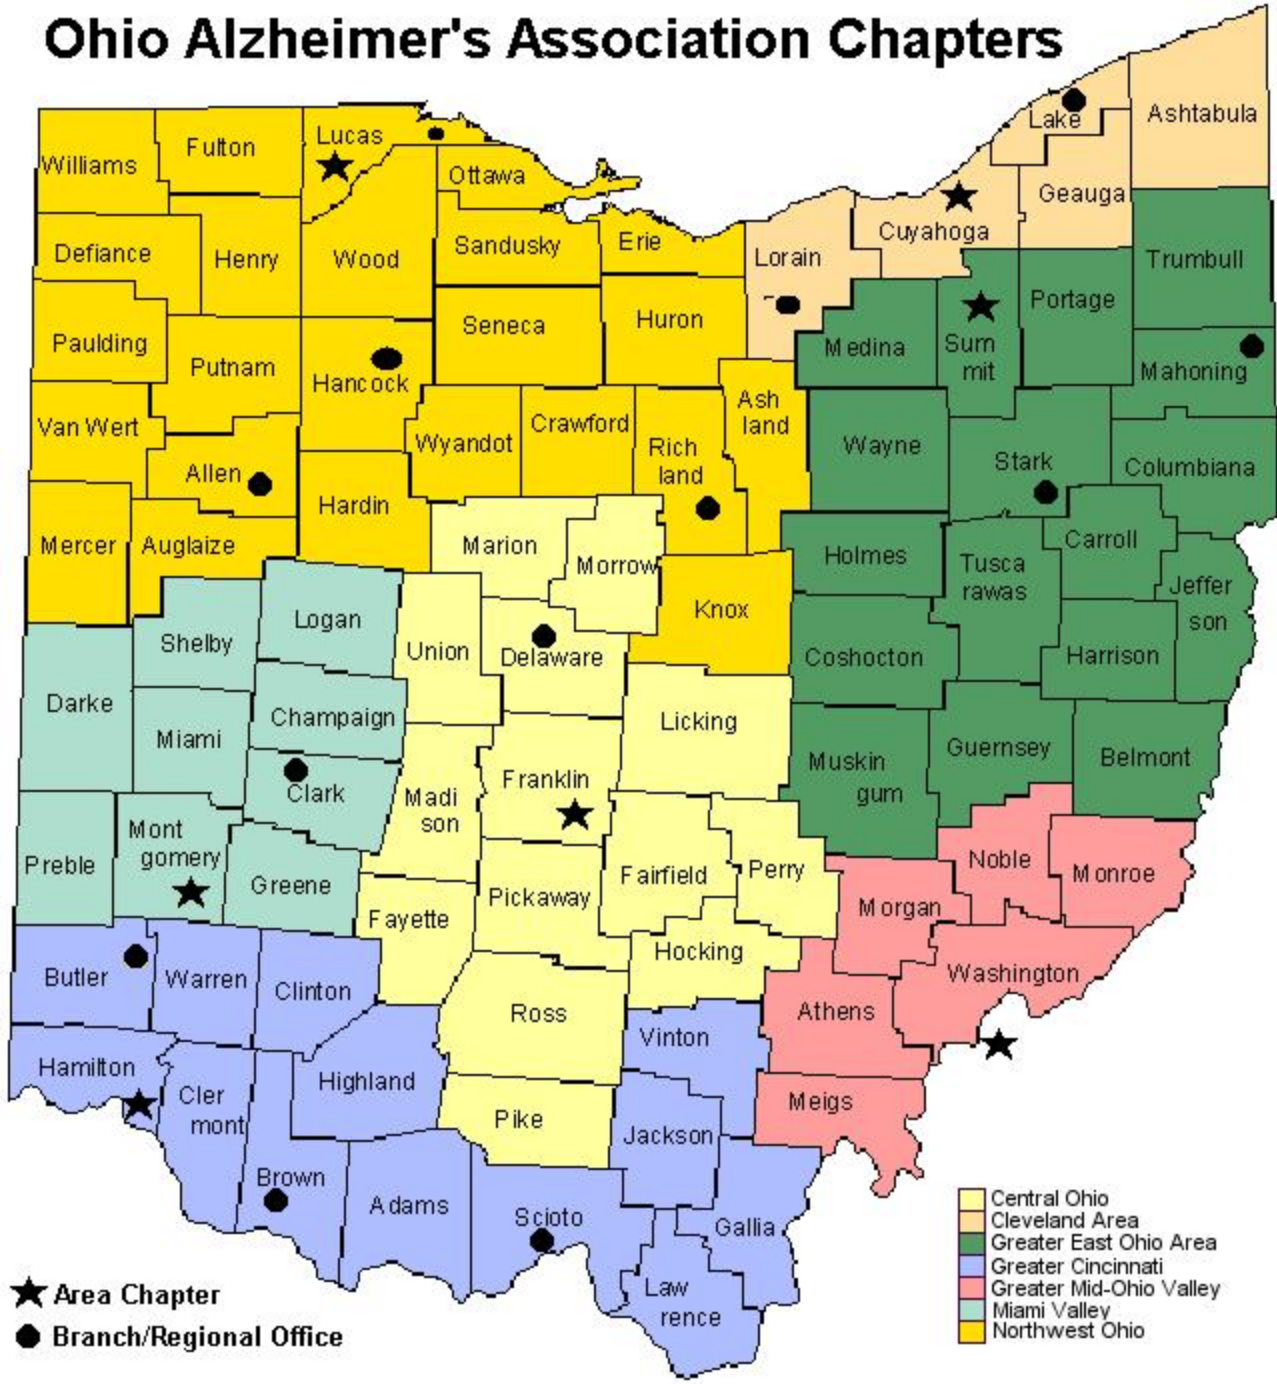 Ohio Alzheimer's Association Chapters
Lake
Ashtabula
Lucas
Fulton
Williams
Ottawa
Geauga
Cuyahoga
Erie
Sandusky
Defiance
Henry
Wood
Lorain
Trumbull
Portage
Seneca
Huron
Paulding
Medina
Sum
mit
Putnam
Mahoning
Hancock
Ash
land
Van Wert
Crawford
Wyandot
Rich
land
Wayne
Stark
Columbiana
Allen
Hardin
Mercer
Auglaize
Marion
Morrow
Holmes
Carroll
Tusca
rawas
Jeffer
son
Knox
Logan
Shelby
Union
Delaware
Coshocton
Harrison
Darke
Champaign
Miami
Licking
Guernsey
Belmont
Muskin
gum
Franklin
Clark
Madi
son
Mont
gomery
Preble
Greene
Fairfield
Perry
Noble
Monroe
Pickaway
Fayette
Morgan
Hocking
Butler
Warren
Clinton
Washington
Ross
Athens
Vinton
Hamilton
Highland
Cler
mont
Meigs
Pike
Jackson
Brown
Adams
Scioto
Gallia
Law
rence
Central Ohio
Cleveland Area
Greater East Ohio Area
Greater Cincinnati
Greater Mid-Ohio Valley
Miami Valley
Northwest Ohio
Area Chapter
Branch/Regional Office